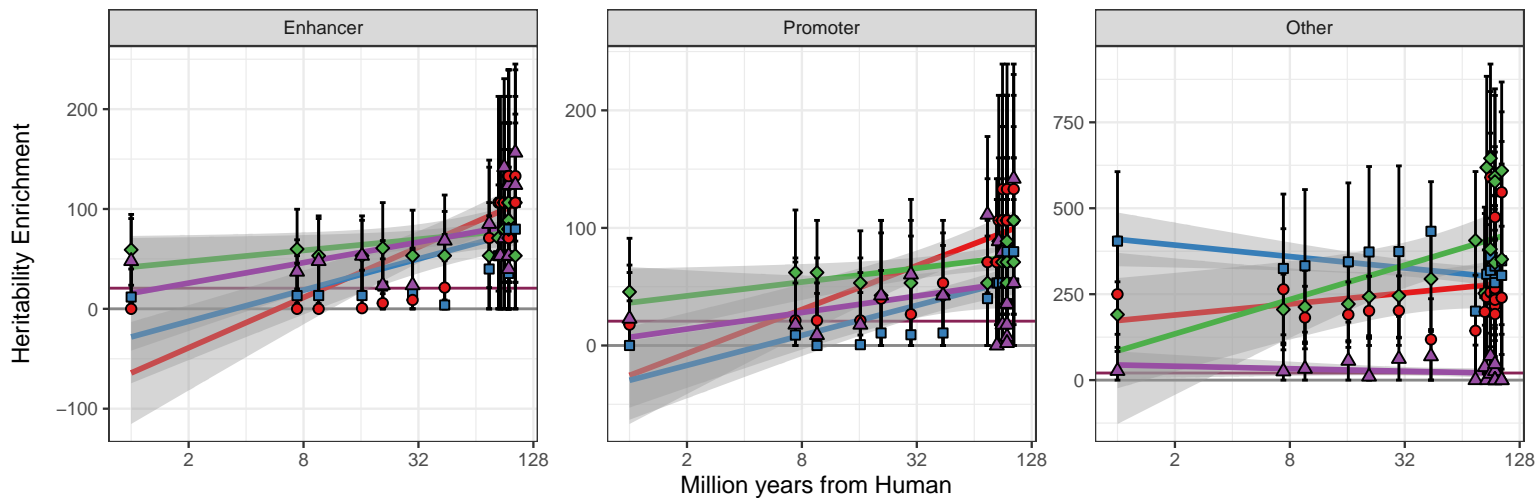 Enhancer
Promoter
Other
Heritability Enrichment
200
100
0
−100
200
100
0
750
500
250
0
2 8 32 128
2 8 32 128
2 8 32 128
Million years from Human